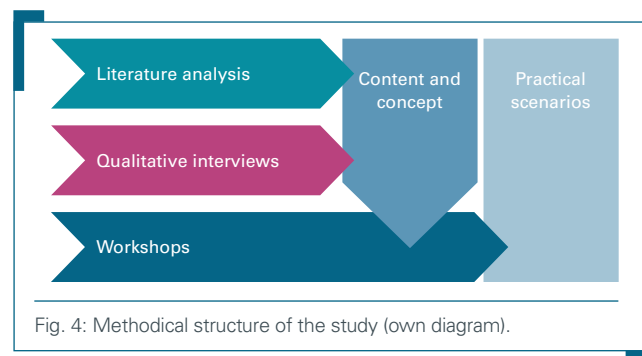 Literature analysis
Content and
concept
Practical
scenarios
Qualitative interviews
Workshops
Fig. 4: Methodical structure of the study (own diagram).